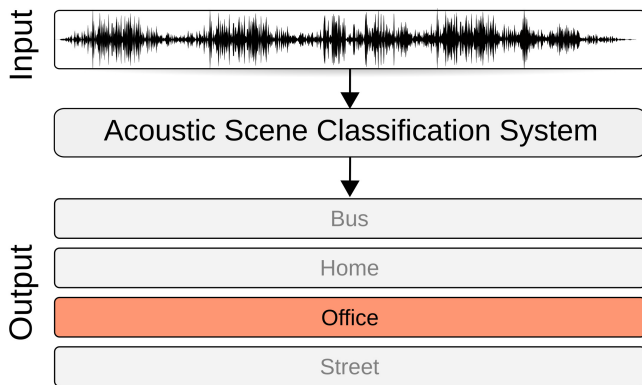 Input
Acoustic Scene Classification System
Output
Bus
Home
Office
Street